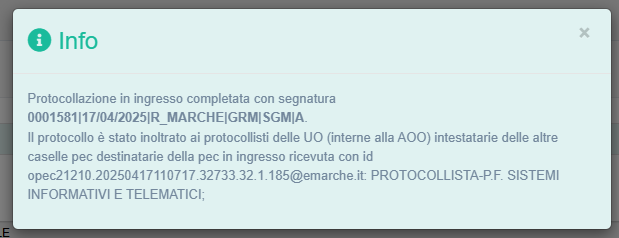 Info
×
Protocollazione in ingresso completata con segnatura
0001581|17/04/2025|R_MARCHE|GRM|SGM|A.
Il protocollo è stato inoltrato ai protocollisti delle UO (interne alla AOO) intestatarie delle altre
caselle pec destinatarie della pec in ingresso ricevuta con id
opec21210.20250417110717.32733.32.1.185@emarche.it: PROTOCOLLISTA-P.F. SISTEMI
INFORMATIVI E TELEMATICI;
LE